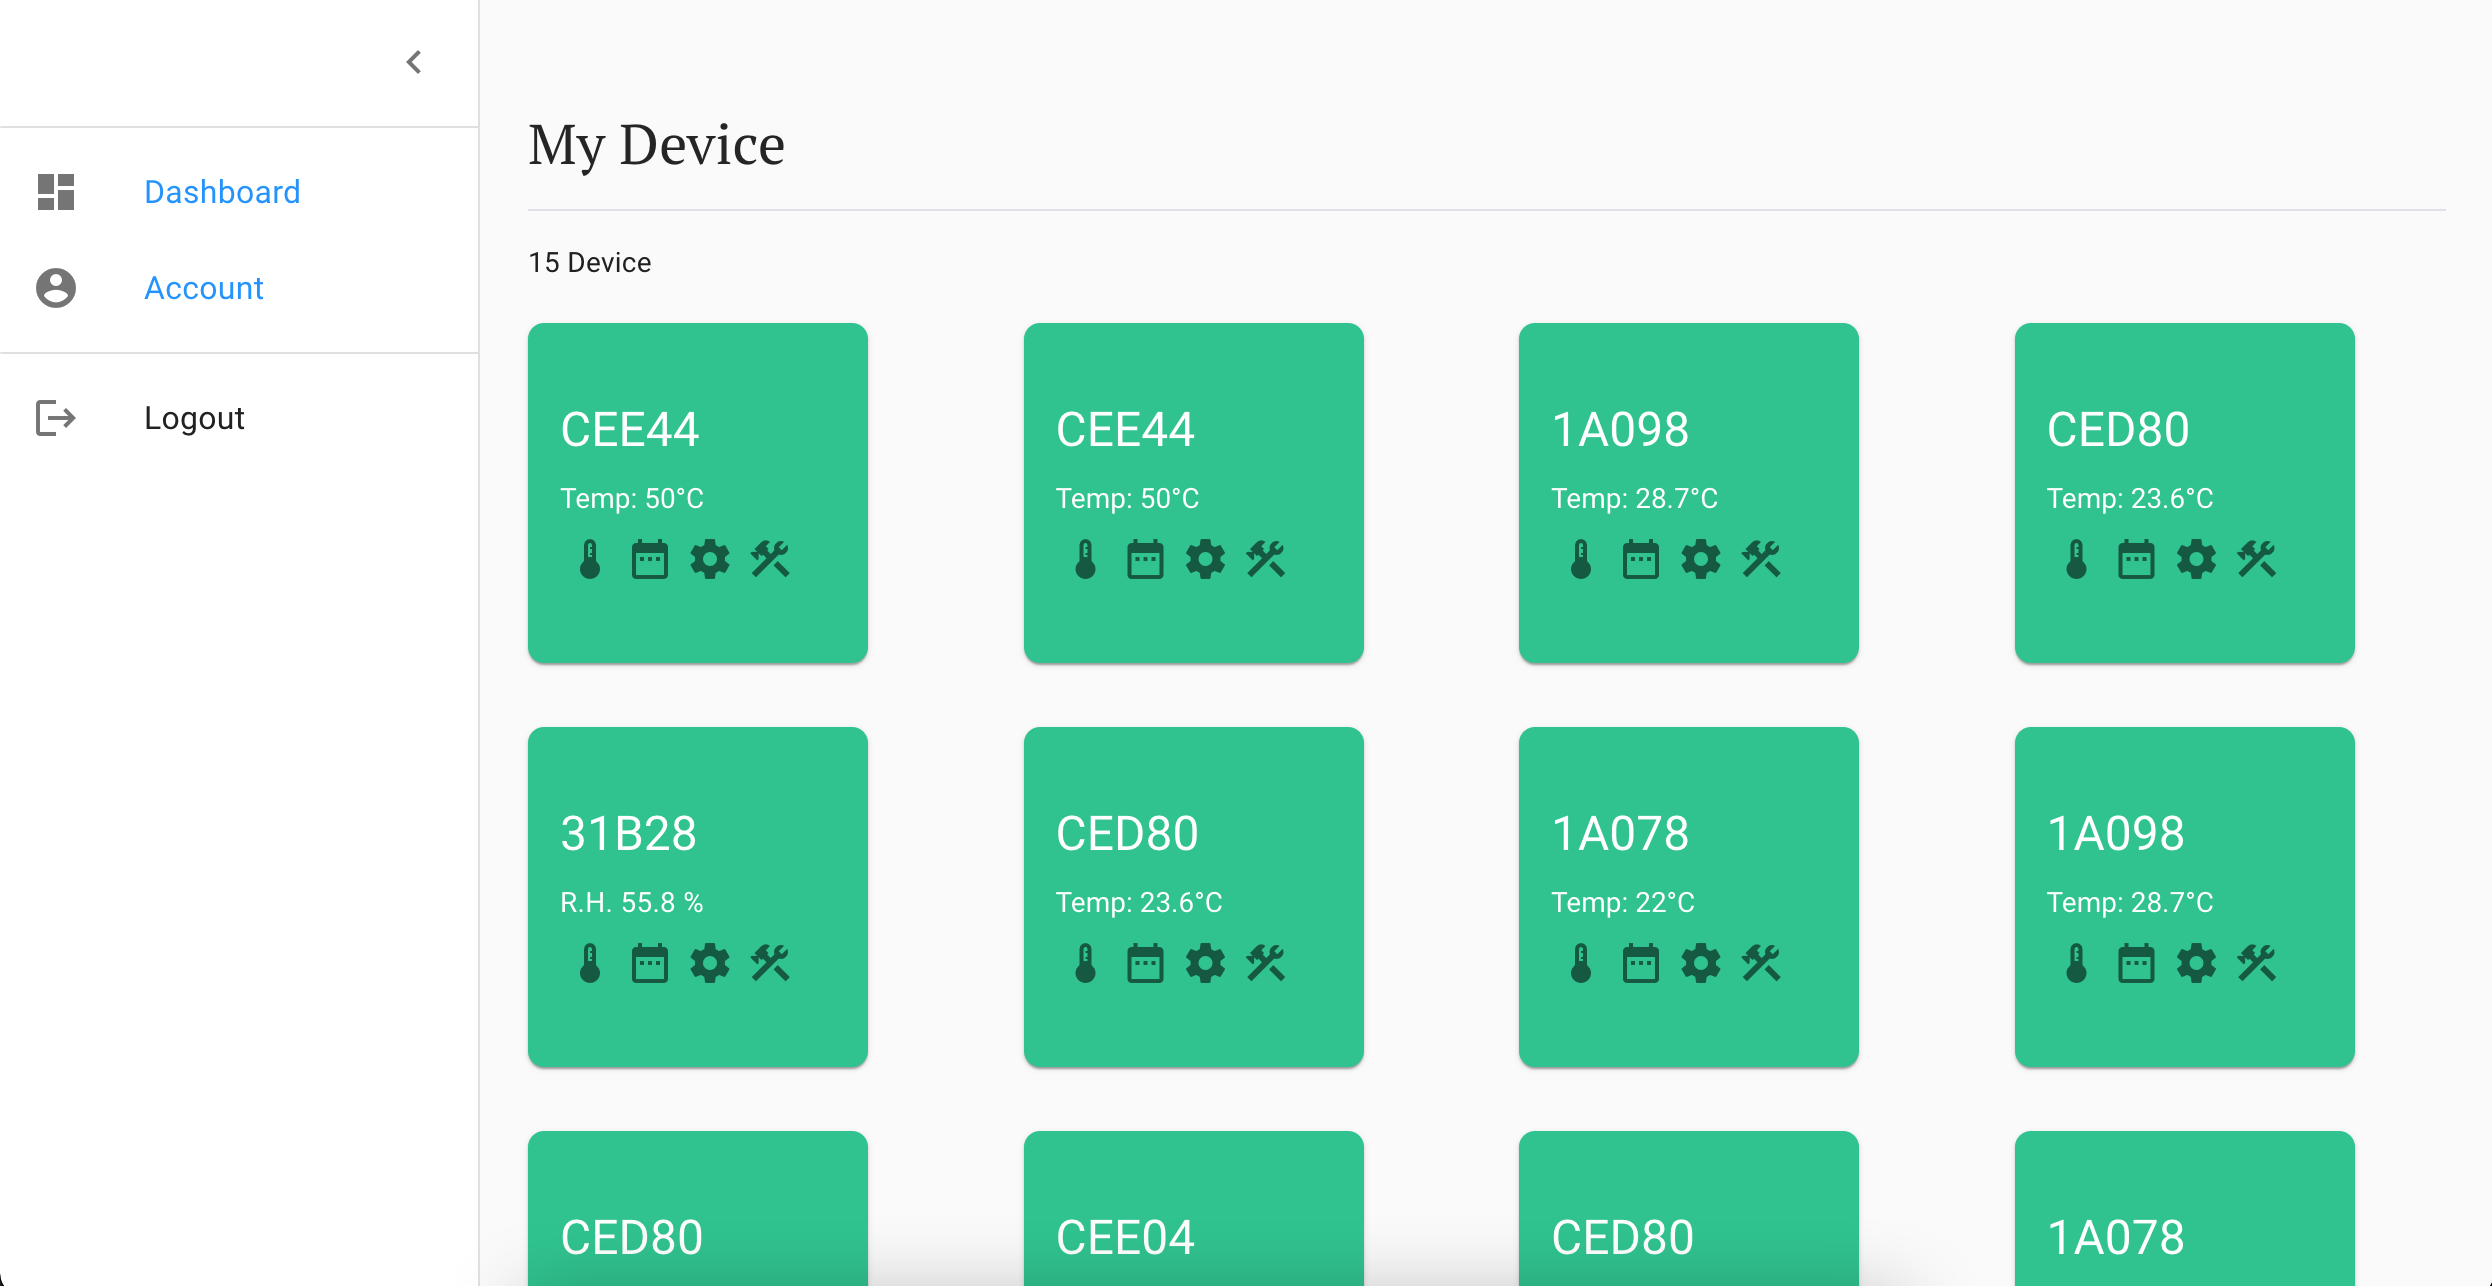 Dashboard
Account
Logout
My Device
15 Device
CEE44
Temp: 50°C
CEE44
Temp: 50°C
1A098
Temp: 28.7°C
CED80
Temp: 23.6°C
31B28
R.H. 55.8 %
CED80
Temp: 23.6°C
1A078
Temp: 22°C
1A098
Temp: 28.7°C
CED80
CEE04
CED80
1A078